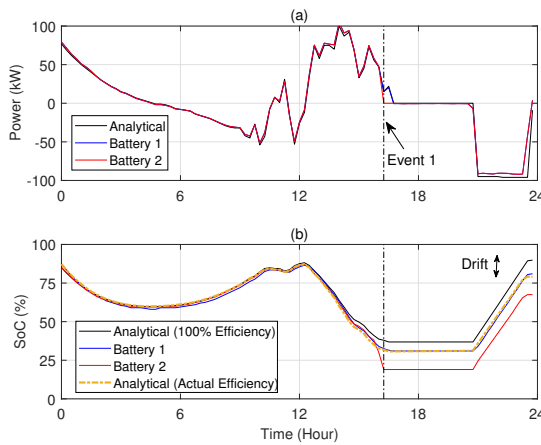 (a)
100
50
0
-50
-100
Power (kW)
Analytical
Battery 1
Battery 2
Event 1
0 6 12 18 24
(b)
100
75
50
25
0
SoC (%)
Drift
Analytical (100% Efficiency)
Battery 1
Battery 2
Analytical (Actual Efficiency)
0 6 12 18 24
Time (Hour)